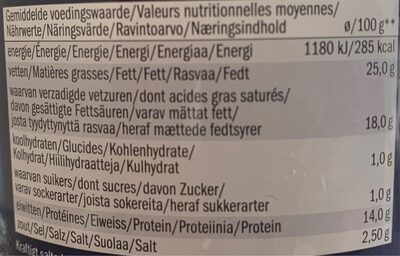 Gemiddelde voedingswaarde/Valeurs nutritionnelles moyennes/
Nährwerte/Näringsvärde/Ravintoarvo/Næringsindhold ø/100g**
energie/Énergie/Energie/Energi/Energiaa/Energi 1180 kJ/285 kcal
vetten/Matières grasses/Fett/Fett/Rasvaa/Fedt 25,0g
waarvan verzadigde vetzuren/dont acides gras saturés/
davon gesättigte Fettsäuren/varav mättat fett/
josta tyydyttynyttä rasvaa/heraf mættede fedtsyrer 18,0g
koolhydraten/Glucides/Kohlenhydrate/
Kolhydrat/Hiilihydraatteja/Kulhydrat 1,0g
waarvan suikers/dont sucres/davon Zucker/
varav sockerarter/joista sokereita/heraf sukkerarter 1,0g
eiwitten/Protéines/Eiweiss/Protein/Proteiinia/Protein 14,0g
zout/Sel/Salz/Salt/Suolaa/Salt 2,50g
Kräftigt